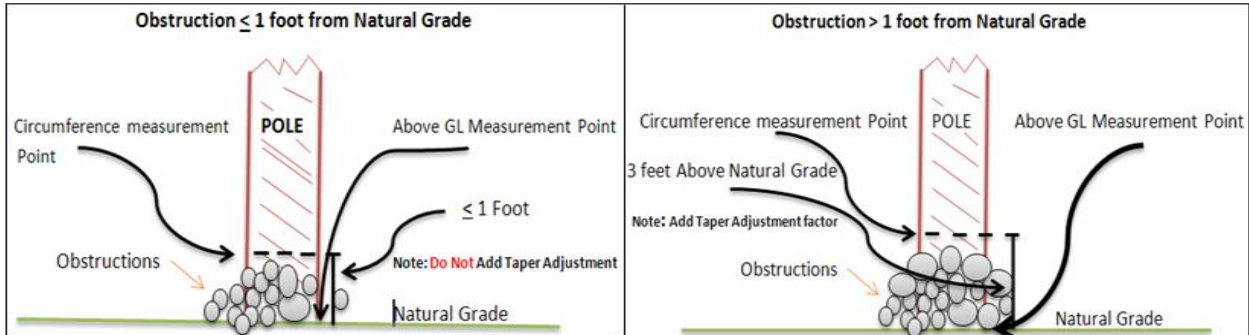 Obstruction ≤ 1 foot from Natural Grade
Circumference measurement
Point
POLE
Above GL Measurement Point
≤ 1 Foot
Note: Do Not Add Taper Adjustment
Obstructions
Natural Grade
Obstruction > 1 foot from Natural Grade
Circumference measurement Point
POLE
Above GL Measurement Point
3 feet Above Natural Grade
Note: Add Taper Adjustment factor
Obstructions
Natural Grade